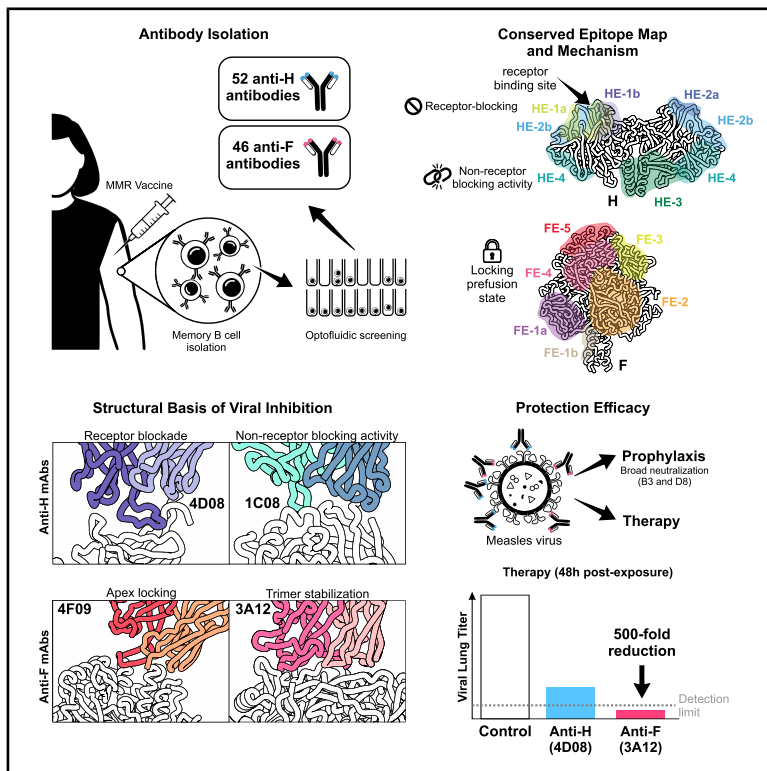 Antibody Isolation
52 anti-H
antibodies
46 anti-F
antibodies
MMR Vaccine
Memory B cell
isolation
Optofluidic screening
Conserved Epitope Map
and Mechanism
receptor
binding site
HE-1a
HE-1b
HE-2a
Receptor-blocking
HE-2b
HE-2b
Non-receptor
blocking activity
HE-4
HE-4
H
HE-3
FE-5
FE-3
Locking
prefusion
state
FE-4
FE-2
FE-1a
FE-1b
F
Structural Basis of Viral Inhibition
Receptor blockade
Non-receptor blocking activity
Anti-H mAbs
4D08
1C08
Apex locking
Trimer stabilization
Anti-F mAbs
4F09
3A12
Protection Efficacy
Prophylaxis
Broad neutralization
(B3 and D8)
Therapy
Measles virus
Therapy (48h post-exposure)
Viral Lung Titer
500-fold
reduction
Detection
limit
Control
Anti-H
(4D08)
Anti-F
(3A12)